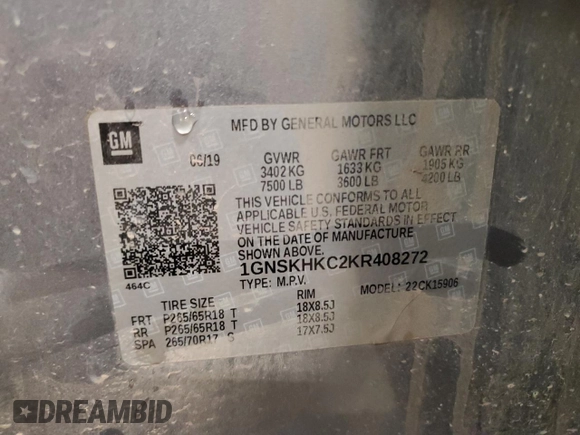 GM
MFD BY GENERAL MOTORS LLC
06/19 GVWR GAWR FRT GAWR RR
3402 KG 1633 KG 1905 KG
7500 LB 3600 LB 4200 LB
THIS VEHICLE CONFORMS TO ALL
APPLICABLE U.S. FEDERAL MOTOR
VEHICLE SAFETY
STANDARDS IN EFFECT
ON THE DATE OF MANUFACTURE
SHOWN ABOVE.
1GNSKHKC2KR408272
464C TYPE: M.P.V. MODEL: 22CK15906
TIRE SIZE RIM
FRT P265/65R18 T 18X8.5J
RR P265/65R18 T 18X8.5J
SPA 265/70R17 S 17X7.5J
DREAMBID